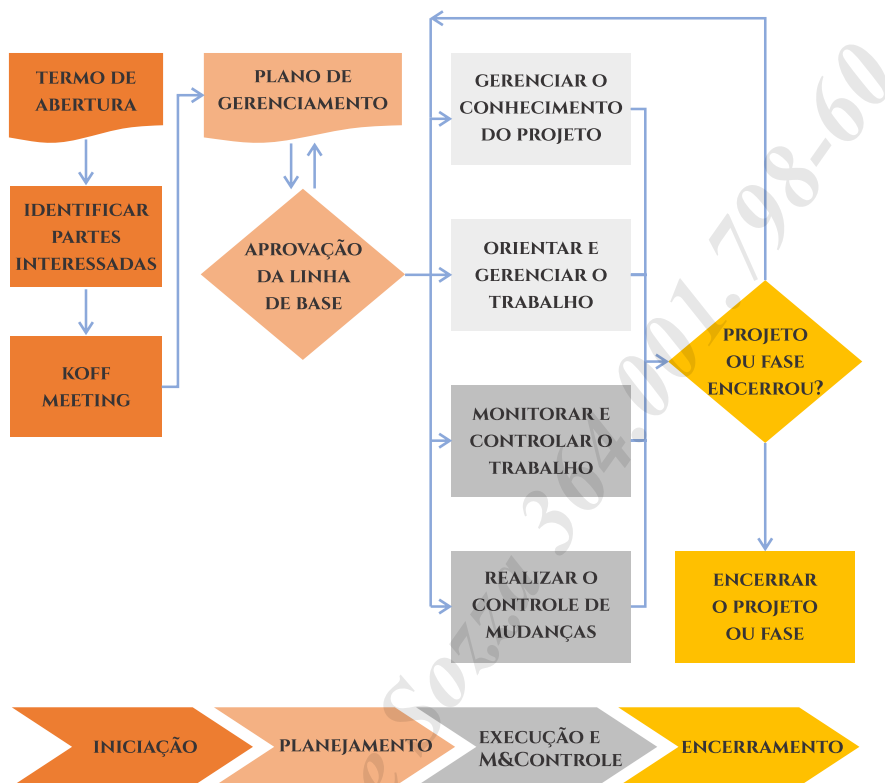 TERMO DE
ABERTURA
IDENTIFICAR
PARTES
INTERESSADAS
KOFF
MEETING
PLANO DE
GERENCIAMENTO
APROVAÇÃO
DA LINHA
DE BASE
GERENCIAR O
CONHECIMENTO
DO PROJETO
ORIENTAR E
GERENCIAR O
TRABALHO
MONITORAR E
CONTROLAR O
TRABALHO
REALIZAR O
CONTROLE DE
MUDANÇAS
PROJETO
OU FASE
ENCERROU?
ENCERRAR
O PROJETO
OU FASE
INICIAÇÃO
PLANEJAMENTO
EXECUÇÃO E
M&CONTROLE
ENCERRAMENTO
e Sozza 364.001.798-60